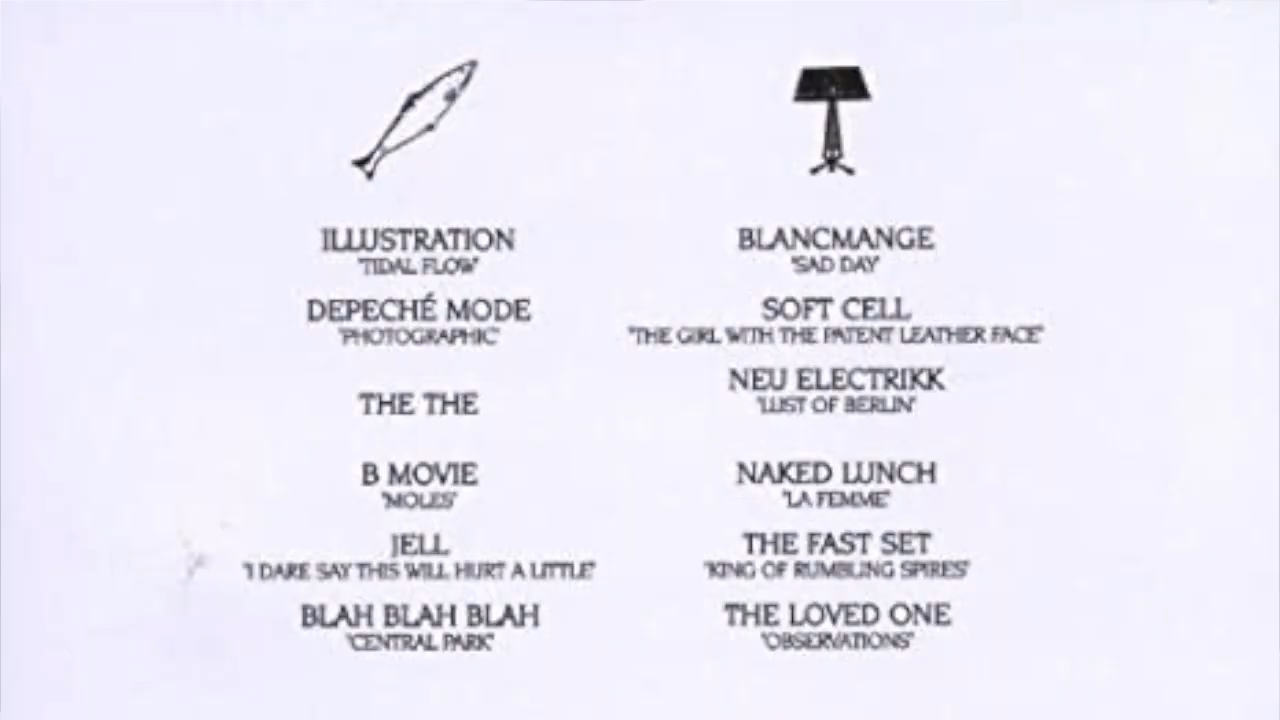 ILLUSTRATION
"TIDAL FLOW"
DEPECHÉ MODE
"PHOTOGRAPHIC"
THE THE
B MOVIE
"MOLES"
JELL
"I DARE SAY THIS WILL HURT A LITTLE"
BLAH BLAH BLAH
"CENTRAL PARK"
BLANCMANGE
"SAD DAY"
SOFT CELL
"THE GIRL WITH THE PATENT LEATHER FACE"
NEU ELECTRIKK
"LUST OF BERLIN"
NAKED LUNCH
"LA FEMME"
THE FAST SET
"KING OF RUMBLING SPIRES"
THE LOVED ONE
"OBSERVATIONS"